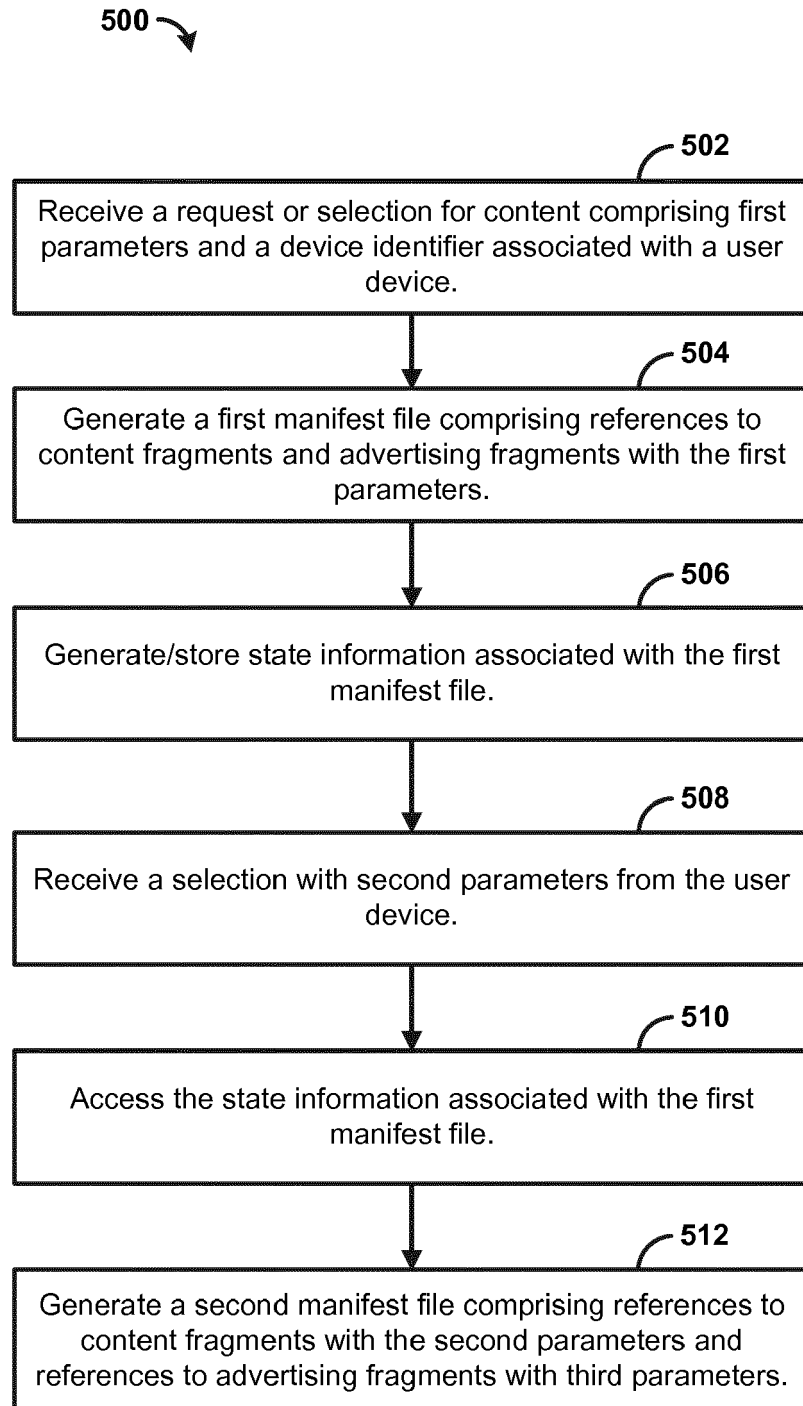 500
502
Receive a request or selection for content comprising first
parameters and a device identifier associated with a user
device.
504
Generate a first manifest file comprising references to
content fragments and advertising fragments with the first
parameters.
506
Generate/store state information associated with the first
manifest file.
508
Receive a selection with second parameters from the user
device.
510
Access the state information associated with the first
manifest file.
512
Generate a second manifest file comprising references to
content fragments with the second parameters and
references to advertising fragments with third parameters.